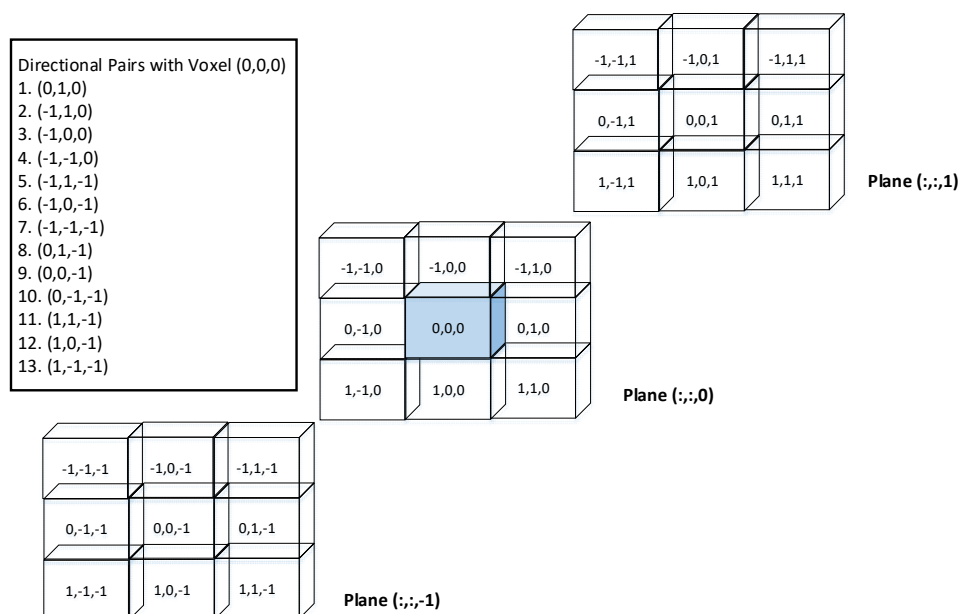 Directional Pairs with Voxel (0,0,0)
1. (0,1,0)
2. (-1,1,0)
3. (-1,0,0)
4. (-1,-1,0)
5. (-1,1,-1)
6. (-1,0,-1)
7. (-1,-1,-1)
8. (0,1,-1)
9. (0,0,-1)
10. (0,-1,-1)
11. (1,1,-1)
12. (1,0,-1)
13. (1,-1,-1)
-1,-1,1 -1,0,1 -1,1,1
0,-1,1 0,0,1 0,1,1
1,-1,1 1,0,1 1,1,1
Plane (:,:,1)
-1,-1,0 -1,0,0 -1,1,0
0,-1,0 0,0,0 0,1,0
1,-1,0 1,0,0 1,1,0
Plane (:,:,0)
-1,-1,-1 -1,0,-1 -1,1,-1
0,-1,-1 0,0,-1 0,1,-1
1,-1,-1 1,0,-1 1,1,-1
Plane (:,:,-1)